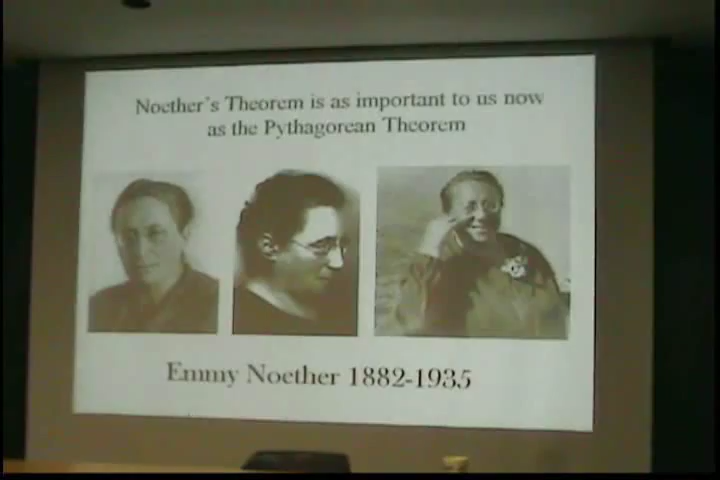 Noether's Theorem is as important to us now
as the Pythagorean Theorem
Emmy Noether 1882-1935